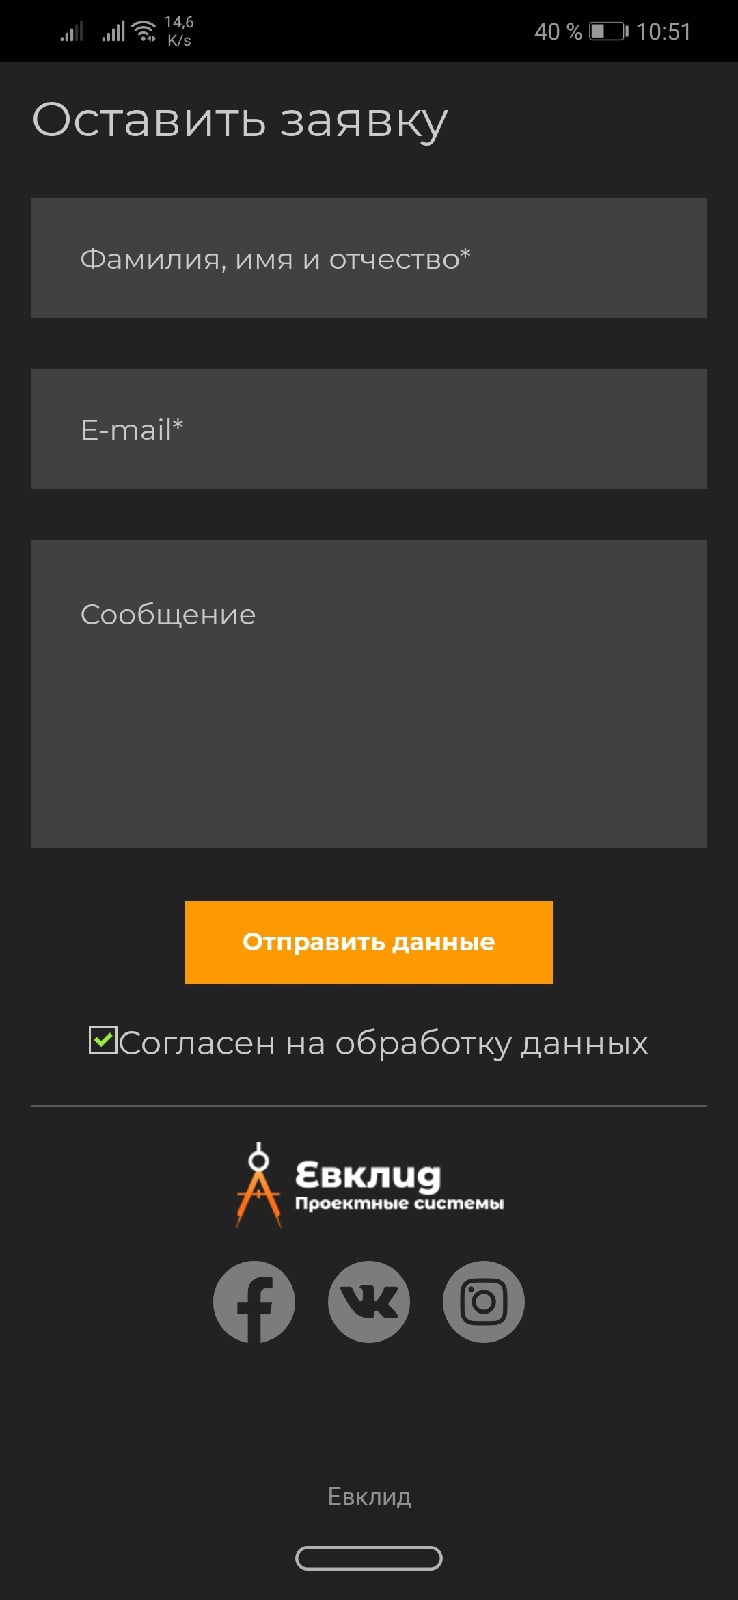 14,6
K/s
40 % 10:51
Оставить заявку
Фамилия, имя и отчество*
E-mail*
Сообщение
Отправить данные
Согласен на обработку данных
Евклид
Проектные системы
Евклид